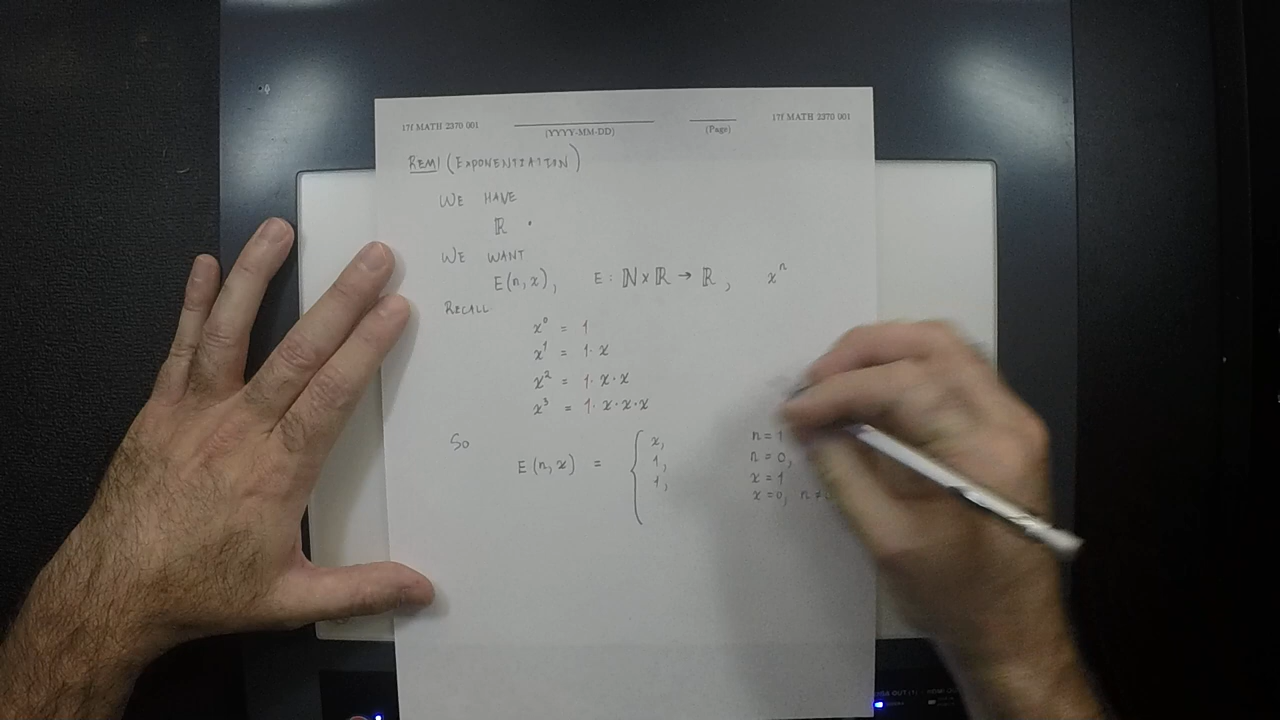 17f MATH 2370 001 (YYYY-MM-DD) (Page) 17f MATH 2370 001
REM| (EXPONENTIATION)
WE HAVE
ℝ ·
WE WANT
E(n,x), E: ℕ×ℝ → ℝ, xⁿ
RECALL.
x⁰ = 1
x¹ = 1·x
x² = 1·x·x
x³ = 1·x·x·x
So
E(n,x) = {
x, n=1
1, n=0,
1, x=1
x=0, n≠0